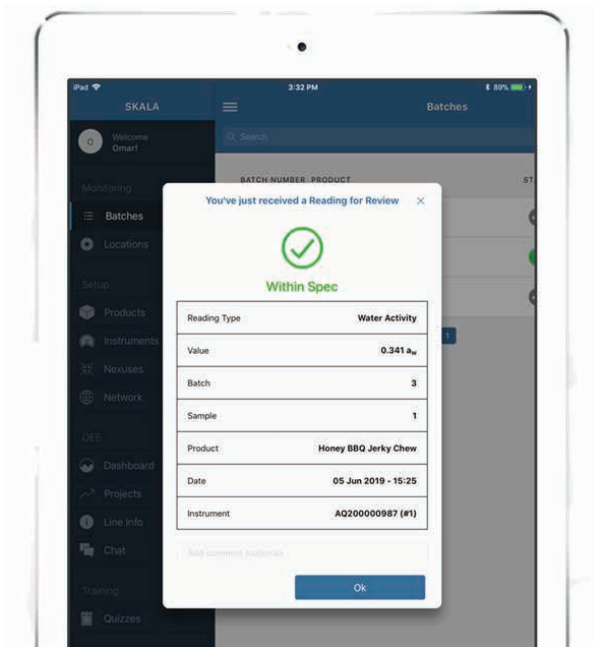 iPad 3:32 PM 89%
SKALA Batches
O Welcome
Omar!
Search
Monitoring
Batches
Locations
Setup
Products
Instruments
Nexuses
Network
OEE
Dashboard
Projects
Line Info
Chat
Training
Quizzes
BATCH NUMBER PRODUCT ST
1
You've just received a Reading for Review ×
Within Spec
Reading Type Water Activity
Value 0.341 aw
Batch 3
Sample 1
Product Honey BBQ Jerky Chew
Date 05 Jun 2019 - 15:25
Instrument AQ200000987 (#1)
Add comment (optional)
Ok